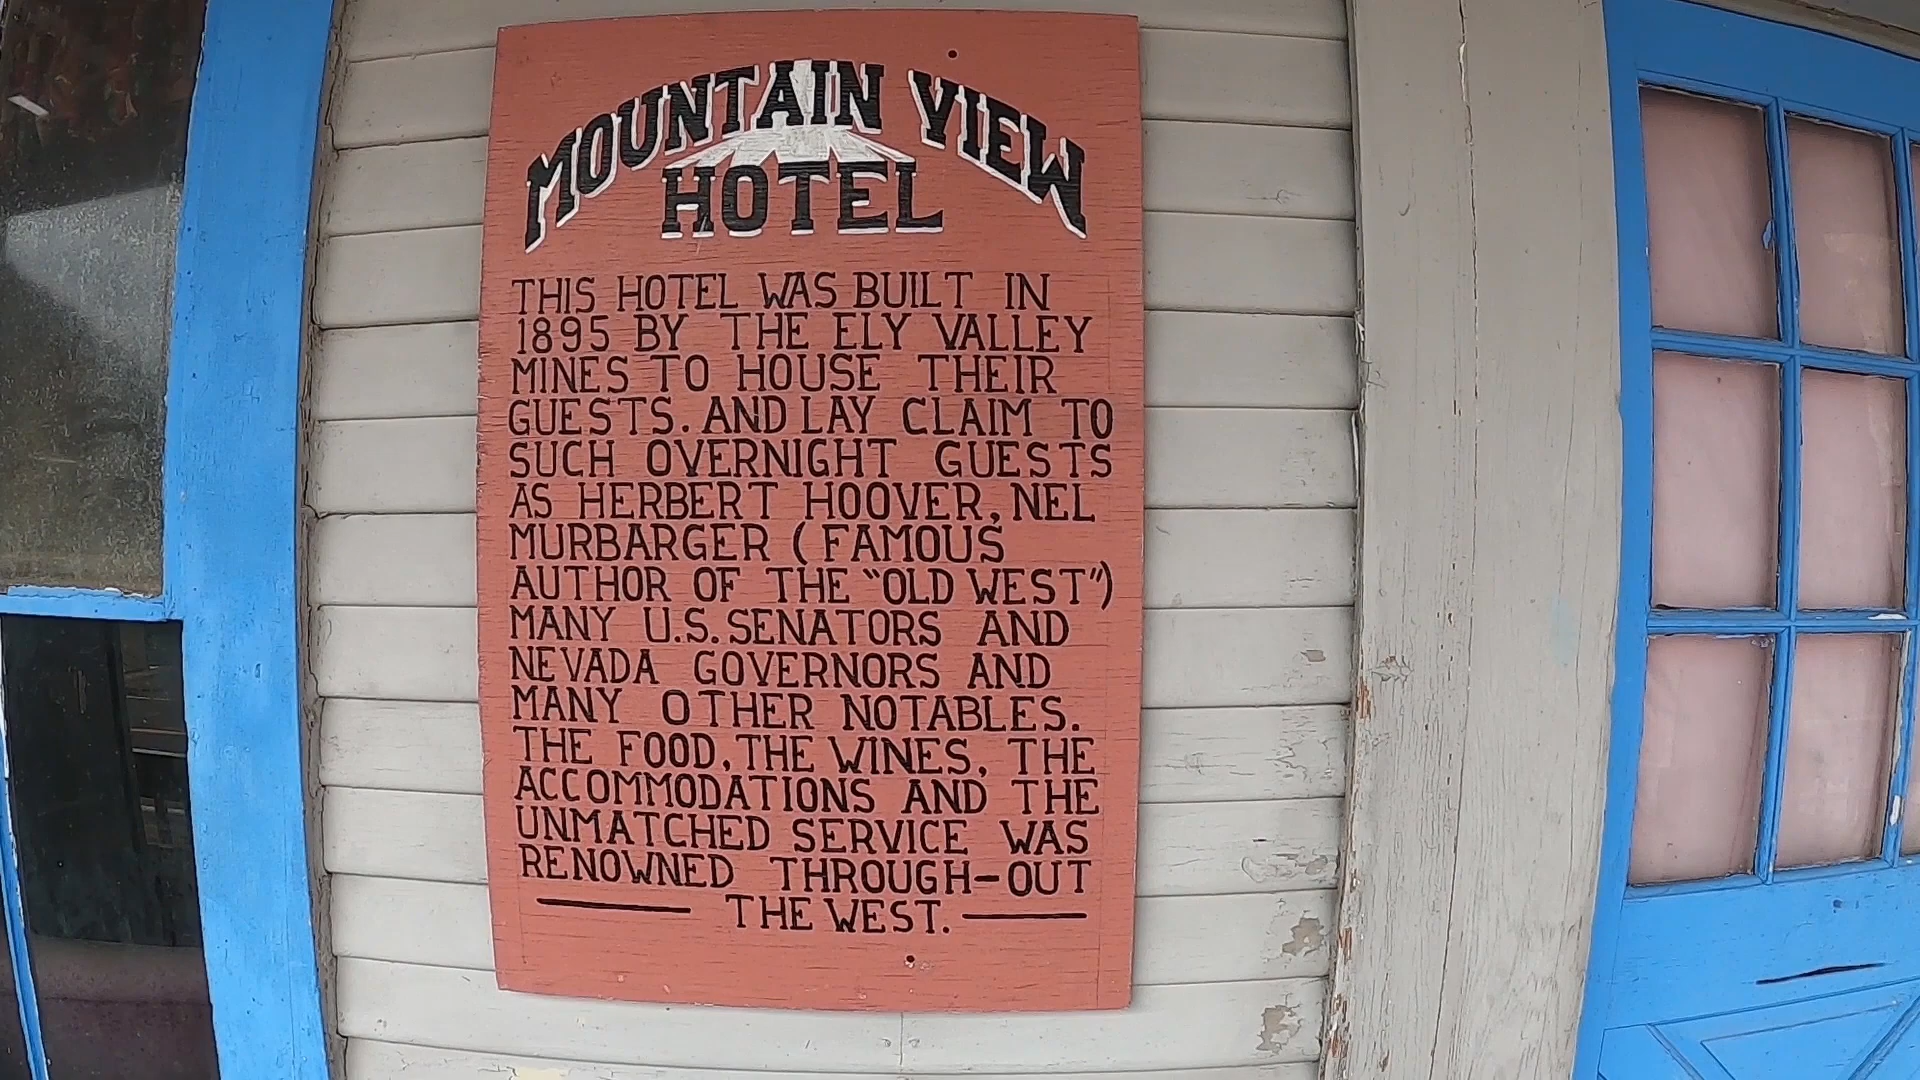 MOUNTAIN VIEW
HOTEL
THIS HOTEL WAS BUILT IN
1895 BY THE ELY VALLEY
MINES TO HOUSE THEIR
GUESTS. AND LAY CLAIM TO
SUCH OVERNIGHT GUESTS
AS HERBERT HOOVER, NEL
MURBARGER (FAMOUS
AUTHOR OF THE "OLD WEST")
MANY U.S. SENATORS AND
NEVADA GOVERNORS AND
MANY OTHER NOTABLES.
THE FOOD, THE WINES, THE
ACCOMMODATIONS AND THE
UNMATCHED SERVICE WAS
RENOWNED THROUGH-OUT
THE WEST.